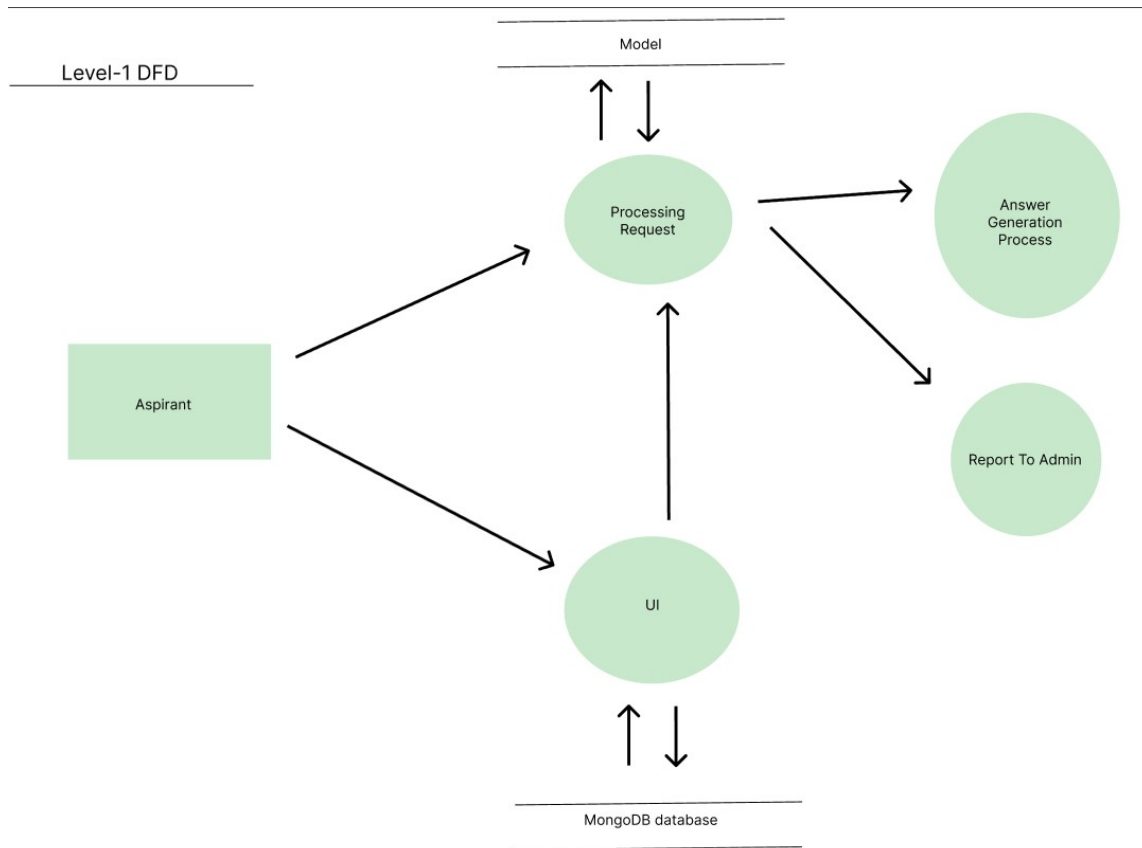 Model
Level-1 DFD
Processing
Request
Answer
Generation
Process
Aspirant
Report To Admin
UI
MongoDB database